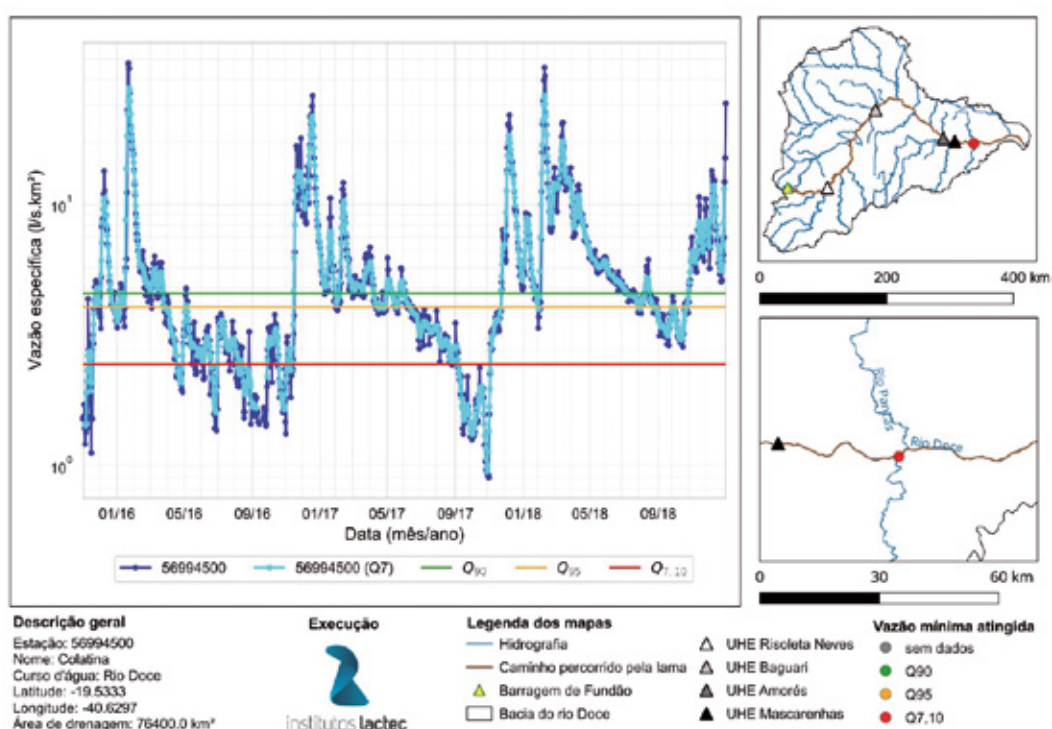 Vazão específica (l/s.km²)
10¹
10⁰
01/16 05/16 09/16 01/17 05/17 09/17 01/18 05/18 09/18
Data (mês/ano)
56994500 56994500 (Q7) Q90 Q95 Q7,10
0 200 400 km
Rio Pancas
Rio Doce
0 30 60 km
Descrição geral
Estação: 56994500
Nome: Colatina
Curso d'água: Rio Doce
Latitude: -19.5333
Longitude: -40.6297
Área de drenagem: 76400.0 km²
Execução
institutos lactec
Legenda dos mapas
Hidrografia
Caminho percorrido pela lama
Barragem de Fundão
Bacia do rio Doce
UHE Risoleta Neves
UHE Baguari
UHE Aimorés
UHE Mascarenhas
Vazão mínima atingida
sem dados
Q90
Q95
Q7,10